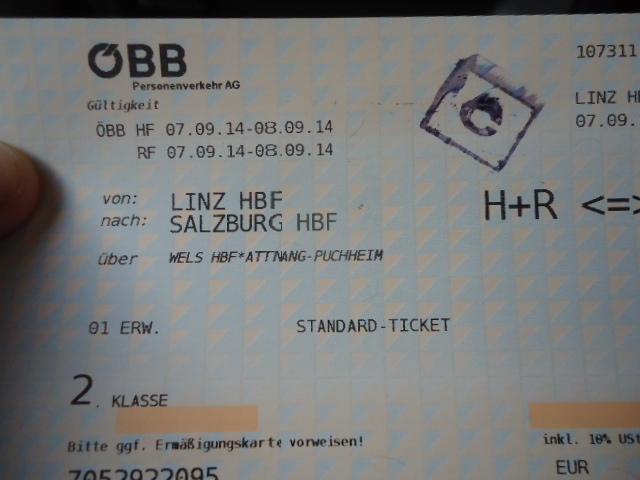 ÖBB
Personenverkehr AG
Gültigkeit
ÖBB HF 07.09.14-08.09.14
RF 07.09.14-08.09.14
107311
LINZ H
07.09.
von: LINZ HBF
nach: SALZBURG HBF
H+R <=>
über WELS HBF*ATTNANG-PUCHHEIM
01 ERW. STANDARD-TICKET
2. KLASSE
Bitte ggf. Ermäßigungskarte vorweisen!
inkl. 10% USt
7052922095
EUR